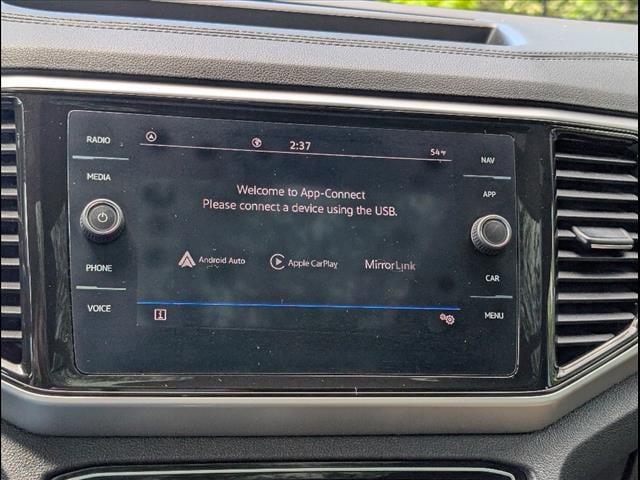 RADIO
MEDIA
PHONE
VOICE
2:37
54°F
Welcome to App-Connect
Please connect a device using the USB.
Android Auto
Apple CarPlay
MirrorLink
i
NAV
APP
CAR
MENU